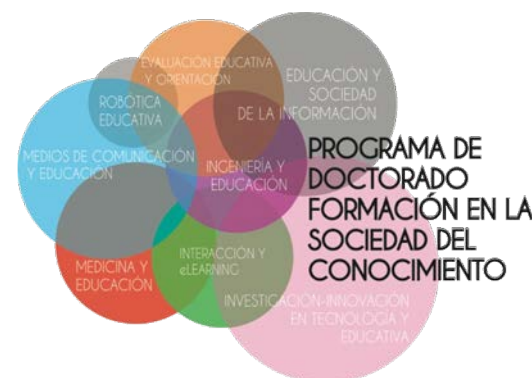 EVALUACIÓN EDUCATIVA
Y ORIENTACIÓN
EDUCACIÓN Y
SOCIEDAD
DE LA INFORMACIÓN
ROBÓTICA
EDUCATIVA
MEDIOS DE COMUNICACIÓN
Y EDUCACIÓN
INGENIERÍA Y
EDUCACIÓN
PROGRAMA DE
DOCTORADO
FORMACIÓN EN LA
SOCIEDAD DEL
CONOCIMIENTO
MEDICINA Y
EDUCACIÓN
INTERACCIÓN Y
eLEARNING
INVESTIGACIÓN-INNOVACIÓN
EN TECNOLOGÍA Y
EDUCATIVA